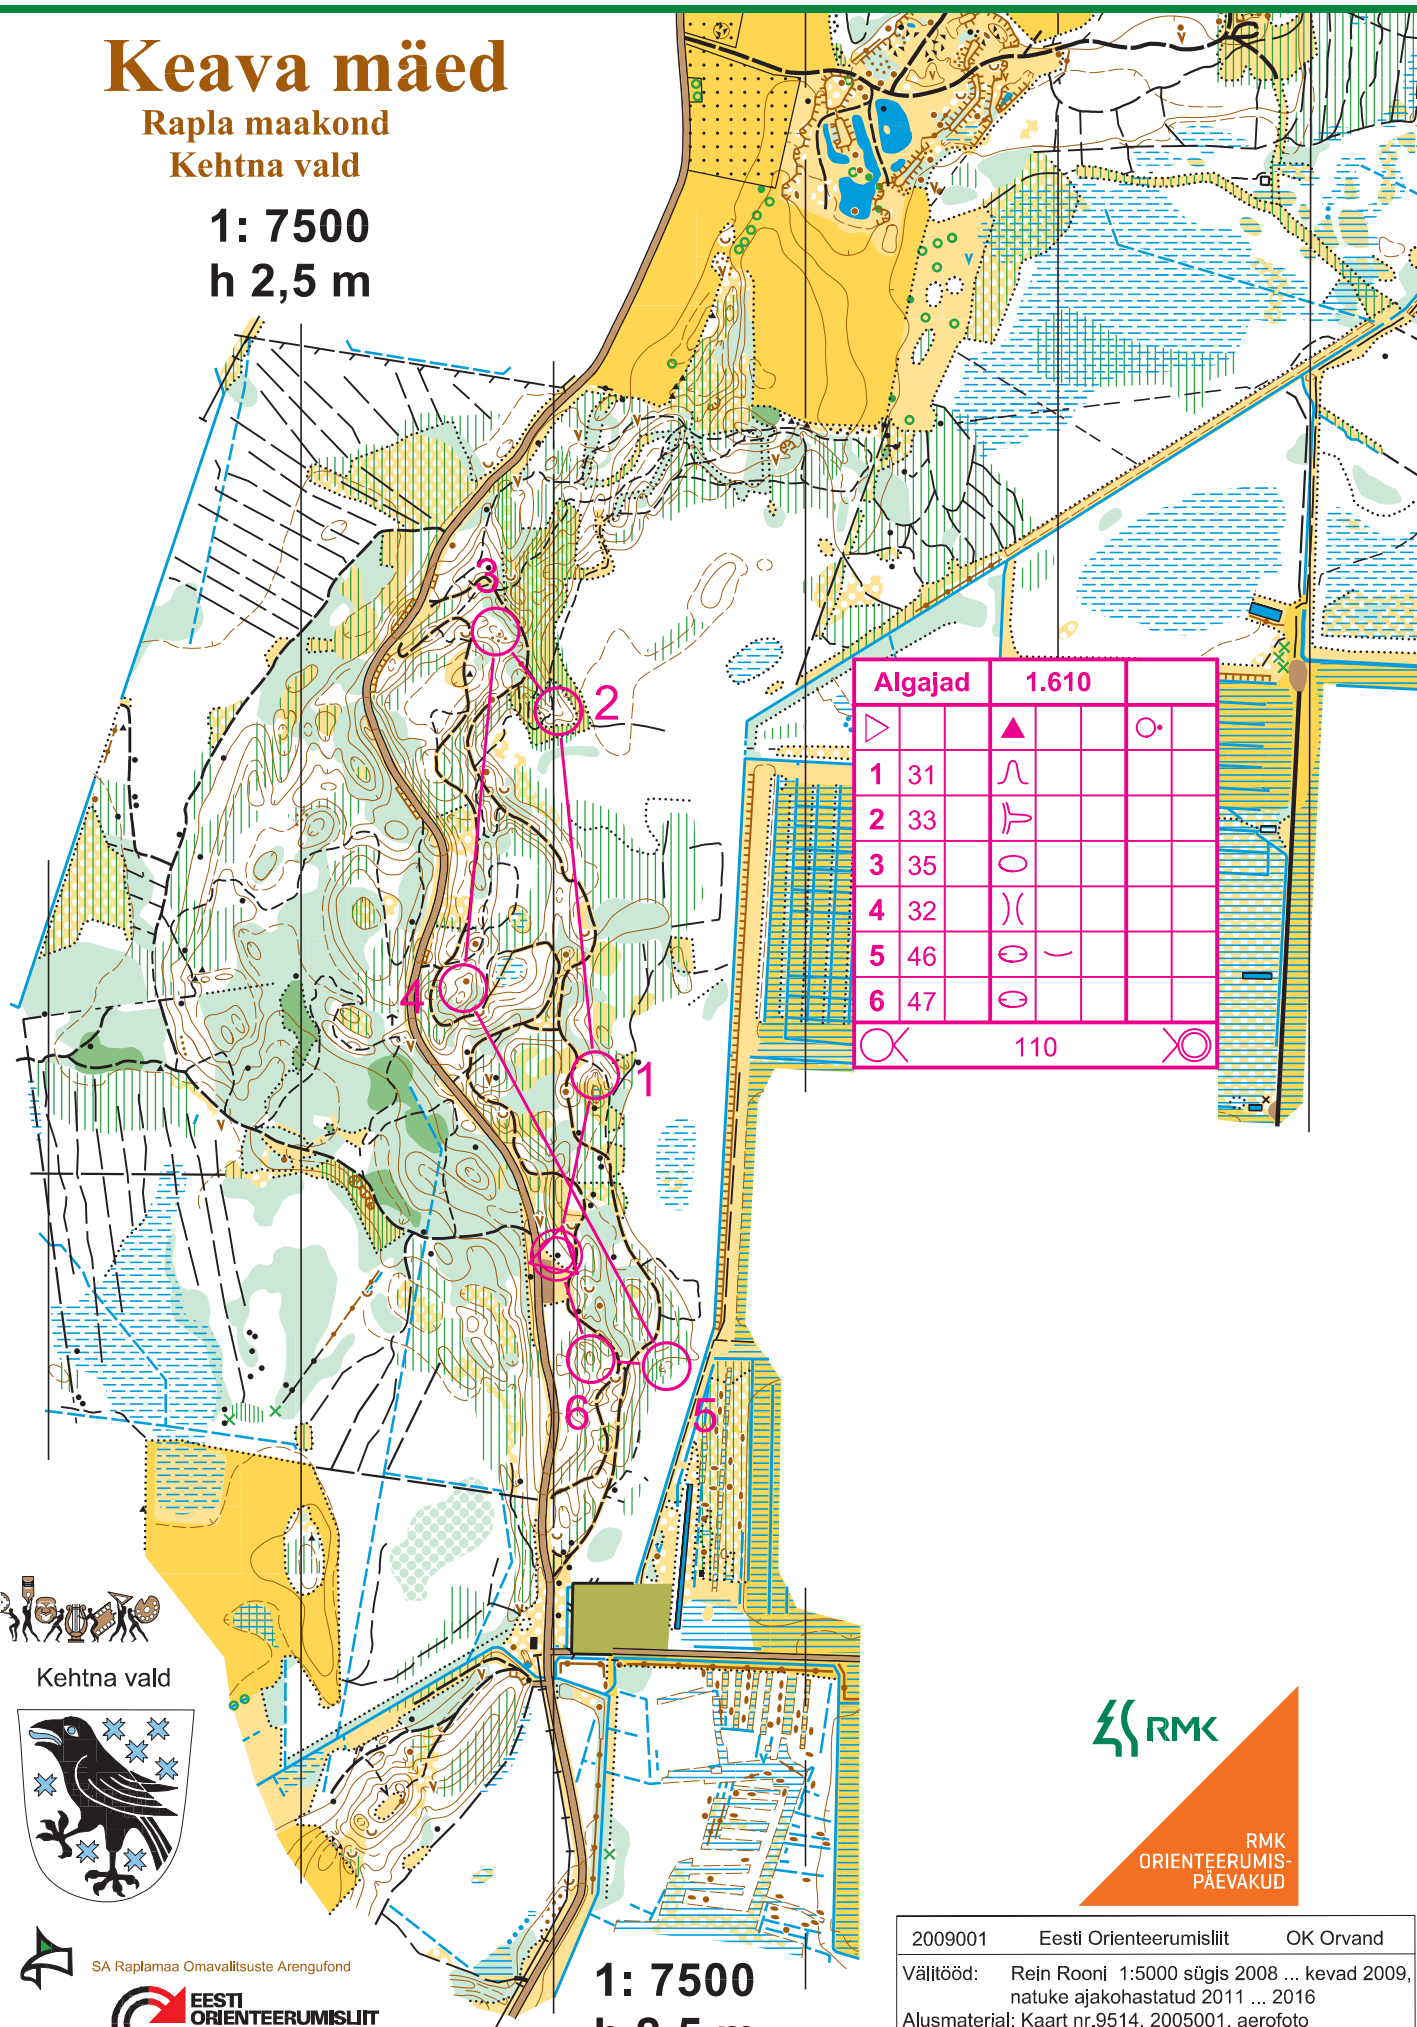 Keava mäed
Rapla maakond
Kehtna vald
1: 7500
h 2,5 m
3
2
Algajad 1.610
1 31
2 33
3 35
4 32
5 46
6 47
110
4
1
6
5
Kehtna vald
RMK
RMK
ORIENTEERUMIS-
PÄEVAKUD
SA Raplamaa Omavalitsuste Arengufond
EESTI
ORIENTEERUMISLIIT
1: 7500
h 2,5 m
2009001 Eesti Orienteerumisliit OK Orvand
Välitööd: Rein Rooni 1:5000 sügis 2008 ... kevad 2009,
natuke ajakohastatud 2011 ... 2016
Alusmaterial: Kaart nr.9514, 2005001, aerofoto